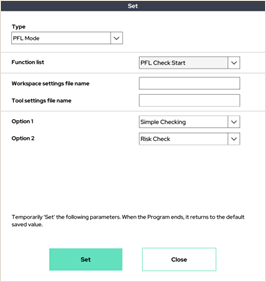 Set
Type
PFL Mode
Function list
PFL Check Start
Workspace settings file name
Tool settings file name
Option 1
Simple Checking
Option 2
Risk Check
Temporarily 'Set' the following parameters. When the Program ends, it returns to the default
saved value.
Set
Close